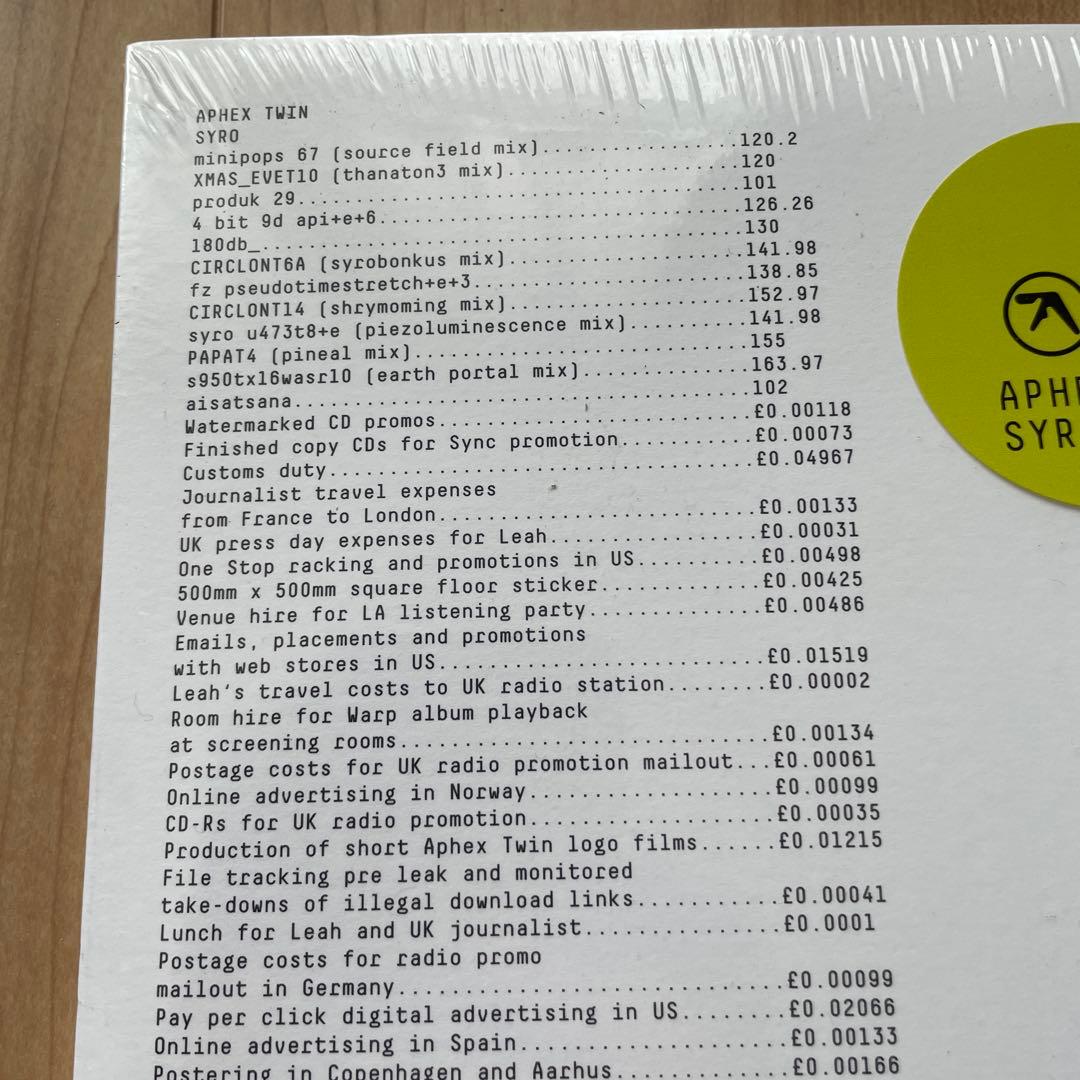 APHEX TWIN
SYRO
minipops 67 (source field mix)......................120.2
XMAS_EVET10 (thanaton3 mix)...........................120
produk 29.....................................................101
4 bit 9d api+e+6..........................................126.26
180db_........................................................130
CIRCLONT6A (syrobonkus mix)...........................141.98
fz pseudotimestretch+e+3..............................138.85
CIRCLONT14 (shrymoming mix)...........................152.97
syro u473t8+e (piezoluminescence mix)............141.98
PAPAT4 (pineal mix)....................................155
s950tx16wasr10 (earth portal mix)..................163.97
aisatsana..................................................102
Watermarked CD promos...............................£0.00118
Finished copy CDs for Sync promotion............£0.00073
Customs duty..........................................£0.04967
Journalist travel expenses
from France to London...............................£0.00133
UK press day expenses for Leah....................£0.00031
One Stop racking and promotions in US..........£0.00498
500mm x 500mm square floor sticker..............£0.00425
Venue hire for LA listening party...............£0.00486
Emails, placements and promotions
with web stores in US...............................£0.01519
Leah's travel costs to UK radio station........£0.00002
Room hire for Warp album playback
at screening rooms..................................£0.00134
Postage costs for UK radio promotion mailout...£0.00061
Online advertising in Norway.......................£0.00099
CD-Rs for UK radio promotion.......................£0.00035
Production of short Aphex Twin logo films......£0.01215
File tracking pre leak and monitored
take-downs of illegal download links............£0.00041
Lunch for Leah and UK journalist................£0.0001
Postage costs for radio promo
mailout in Germany..................................£0.00099
Pay per click digital advertising in US........£0.02066
Online advertising in Spain........................£0.00133
Postering in Copenhagen and Aarhus..............£0.00166
APHE
SYR